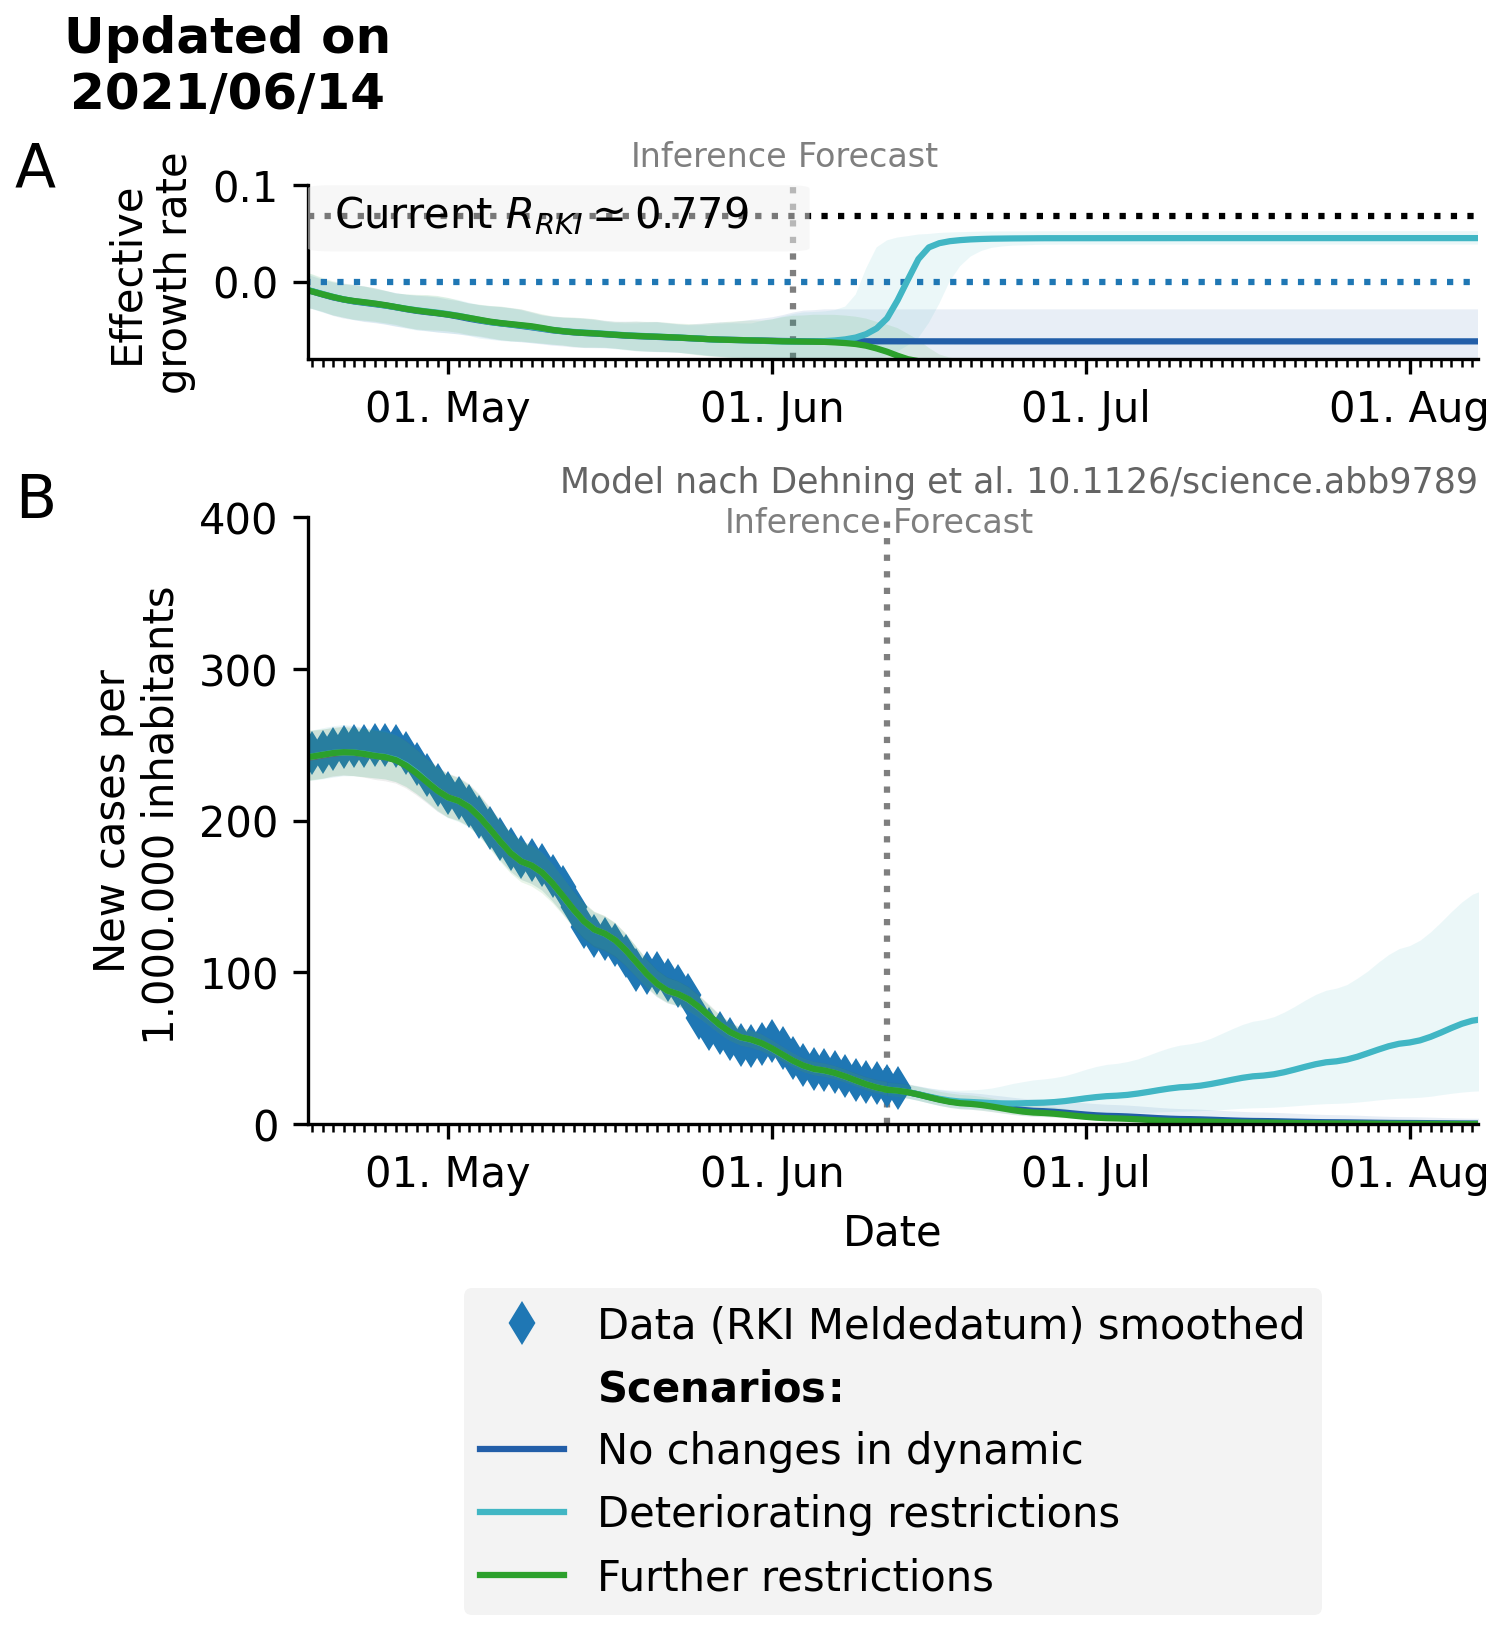 Updated on
2021/06/14
A
Inference Forecast
Effective
growth rate
0.1
0.0
Current R_RKI ≃ 0.779
01. May 01. Jun 01. Jul 01. Aug
B
Model nach Dehning et al. 10.1126/science.abb9789
Inference Forecast
New cases per
1.000.000 inhabitants
400
300
200
100
0
01. May 01. Jun 01. Jul 01. Aug
Date
Data (RKI Meldedatum) smoothed
Scenarios:
No changes in dynamic
Deteriorating restrictions
Further restrictions